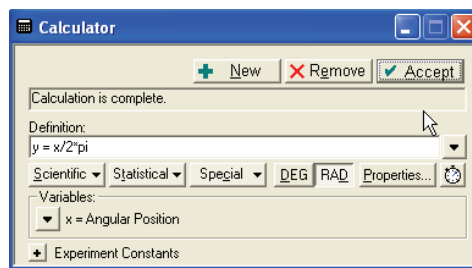 Calculator
New Remove Accept
Calculation is complete.
Definition:
y = x/2*pi
Scientific Statistical Special DEG RAD Properties...
Variables:
x = Angular Position
Experiment Constants